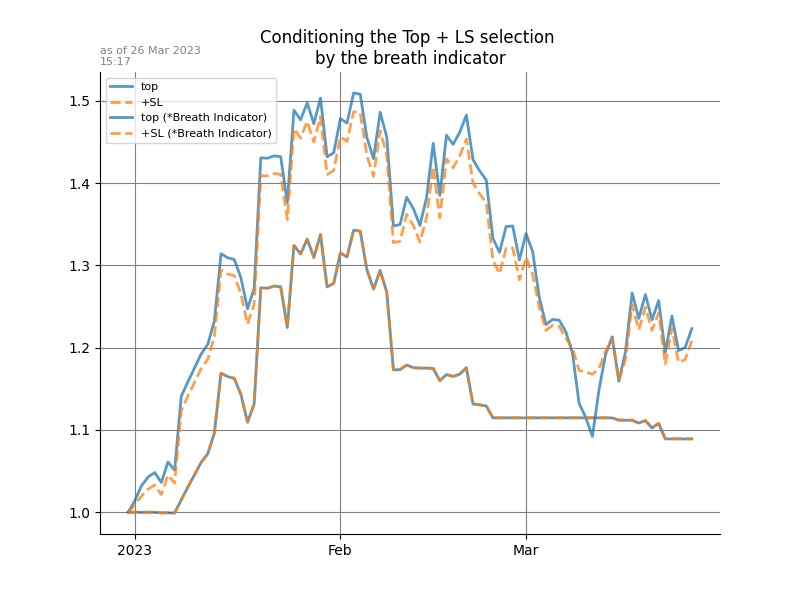 Conditioning the Top + LS selection
by the breath indicator
as of 26 Mar 2023
15:17
top
+SL
top (*Breath Indicator)
+SL (*Breath Indicator)
1.5
1.4
1.3
1.2
1.1
1.0
2023 Feb Mar